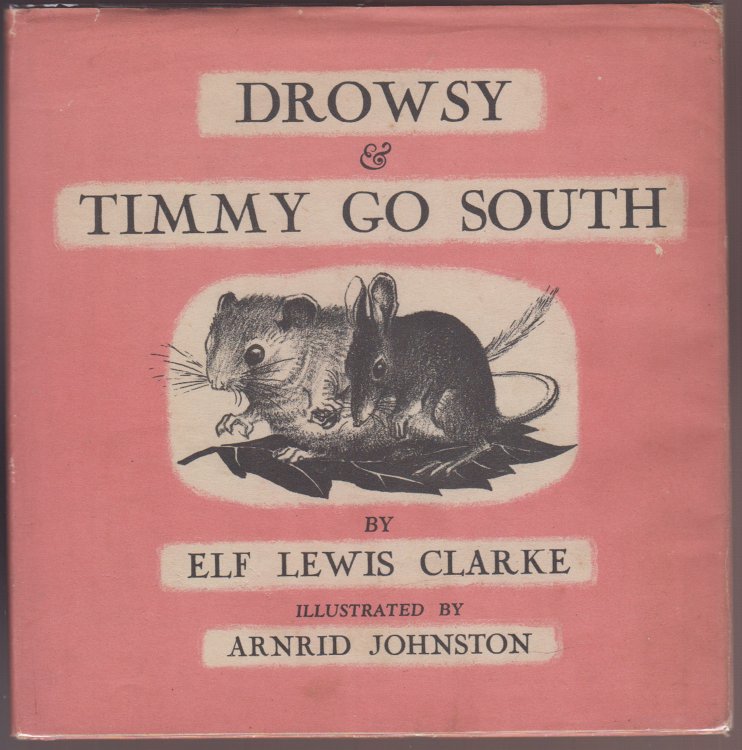 DROWSY
&
TIMMY GO SOUTH
BY
ELF LEWIS CLARKE
ILLUSTRATED BY
ARNRID JOHNSTON